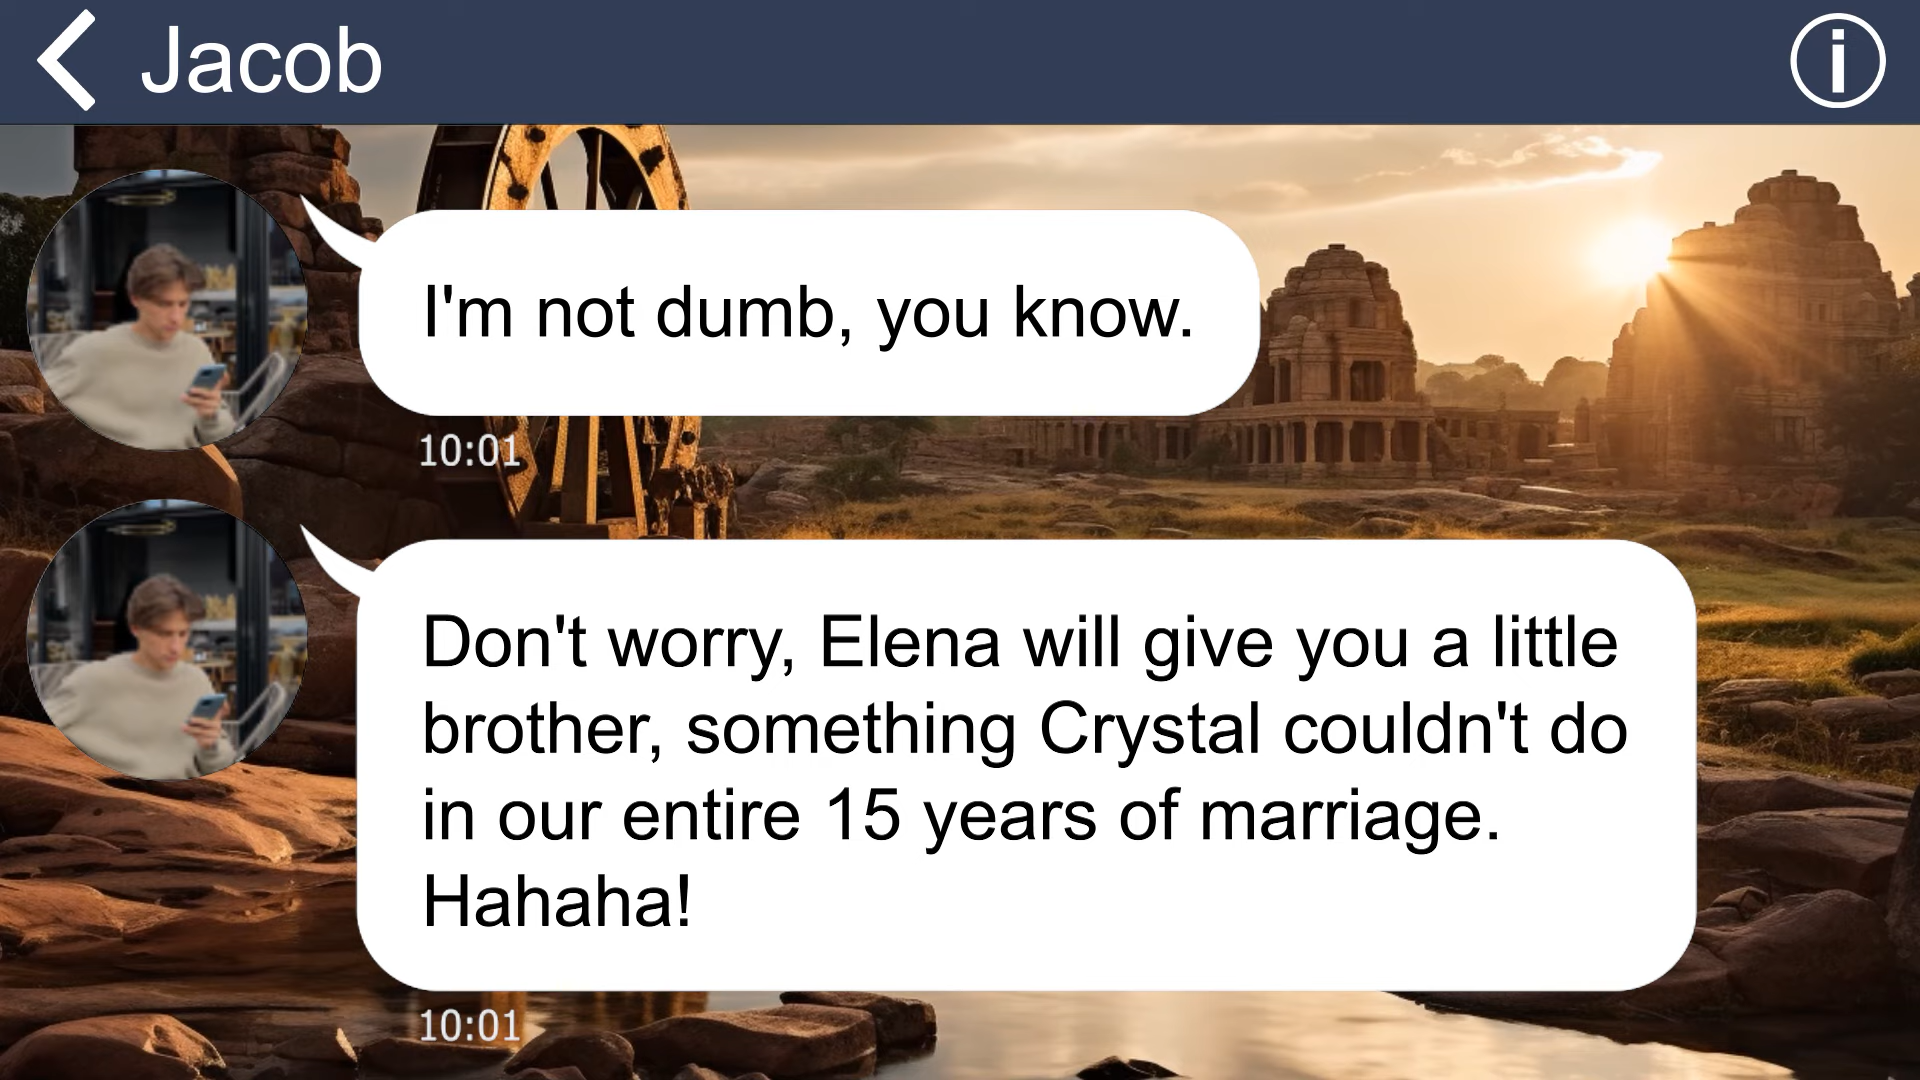 Jacob
I'm not dumb, you know.
10:01
Don't worry, Elena will give you a little
brother, something Crystal couldn't do
in our entire 15 years of marriage.
Hahaha!
10:01